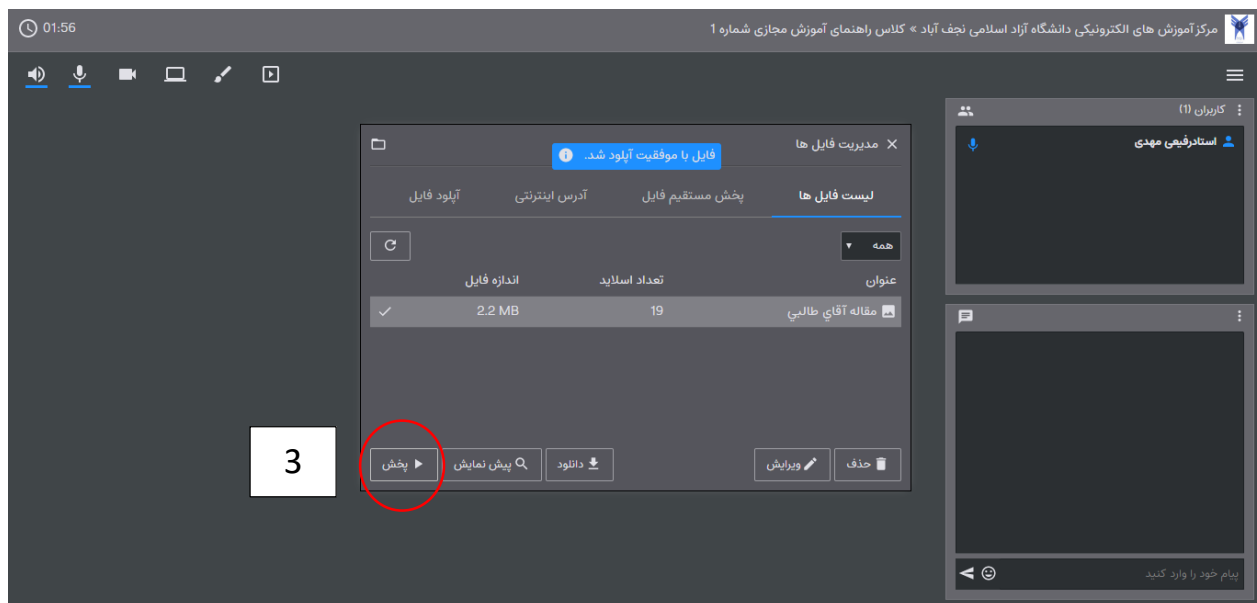 مرکز آموزش های الکترونیکی دانشگاه آزاد اسلامی نجف آباد » کلاس راهنمای آموزش مجازی شماره 1
01:56
کاربران (1)
استادرفیعی مهدی
مدیریت فایل ها
فایل با موفقیت آپلود شد.
لیست فایل ها پخش مستقیم فایل آدرس اینترنتی آپلود فایل
همه
عنوان تعداد اسلاید اندازه فایل
مقاله آقاي طالبي 19 2.2 MB
حذف ویرایش دانلود پیش نمایش پخش
3
پیام خود را وارد کنید